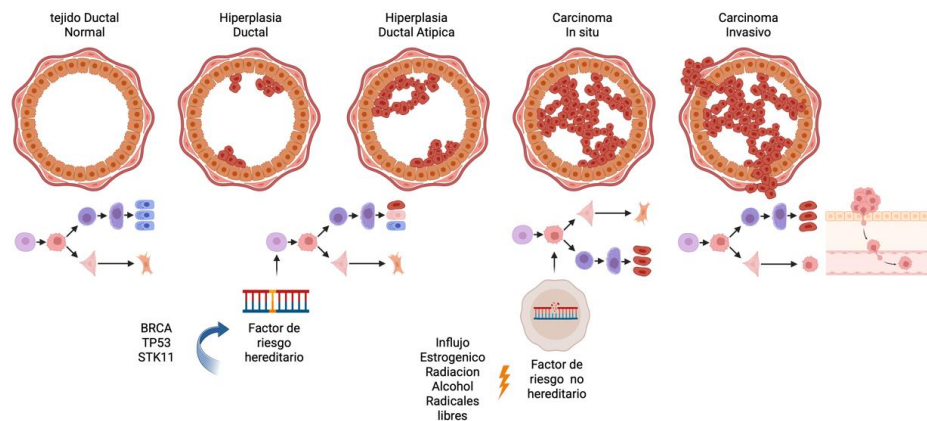 tejido Ductal
Normal
Hiperplasia
Ductal
Hiperplasia
Ductal Atipica
Carcinoma
In situ
Carcinoma
Invasivo
BRCA
TP53
STK11
Factor de
riesgo
hereditario
Influjo
Estrogenico
Radiacion
Alcohol
Radicales
libres
Factor de
riesgo no
hereditario